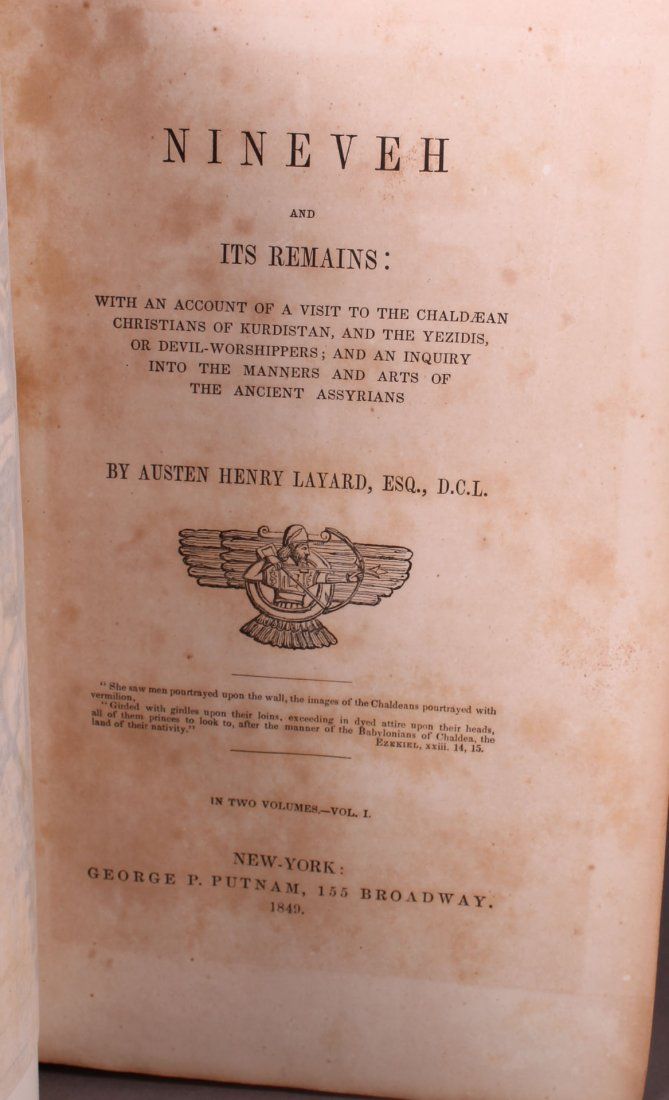 NINEVEH
AND
ITS REMAINS:
WITH AN ACCOUNT OF A VISIT TO THE CHALDÆAN
CHRISTIANS OF KURDISTAN, AND THE YEZIDIS,
OR DEVIL-WORSHIPPERS; AND AN INQUIRY
INTO THE MANNERS AND ARTS OF
THE ANCIENT ASSYRIANS
BY AUSTEN HENRY LAYARD, ESQ., D.C.L.
"She saw men pourtrayed upon the wall, the images of the Chaldeans pourtrayed with
vermilion,
"Girded with girdles upon their loins, exceeding in dyed attire upon their heads,
all of them princes to look to, after the manner of the Babylonians of Chaldea, the
land of their nativity."
EZEKIEL, xxiii. 14, 15.
IN TWO VOLUMES.—VOL. I.
NEW-YORK:
GEORGE P. PUTNAM, 155 BROADWAY.
1849.